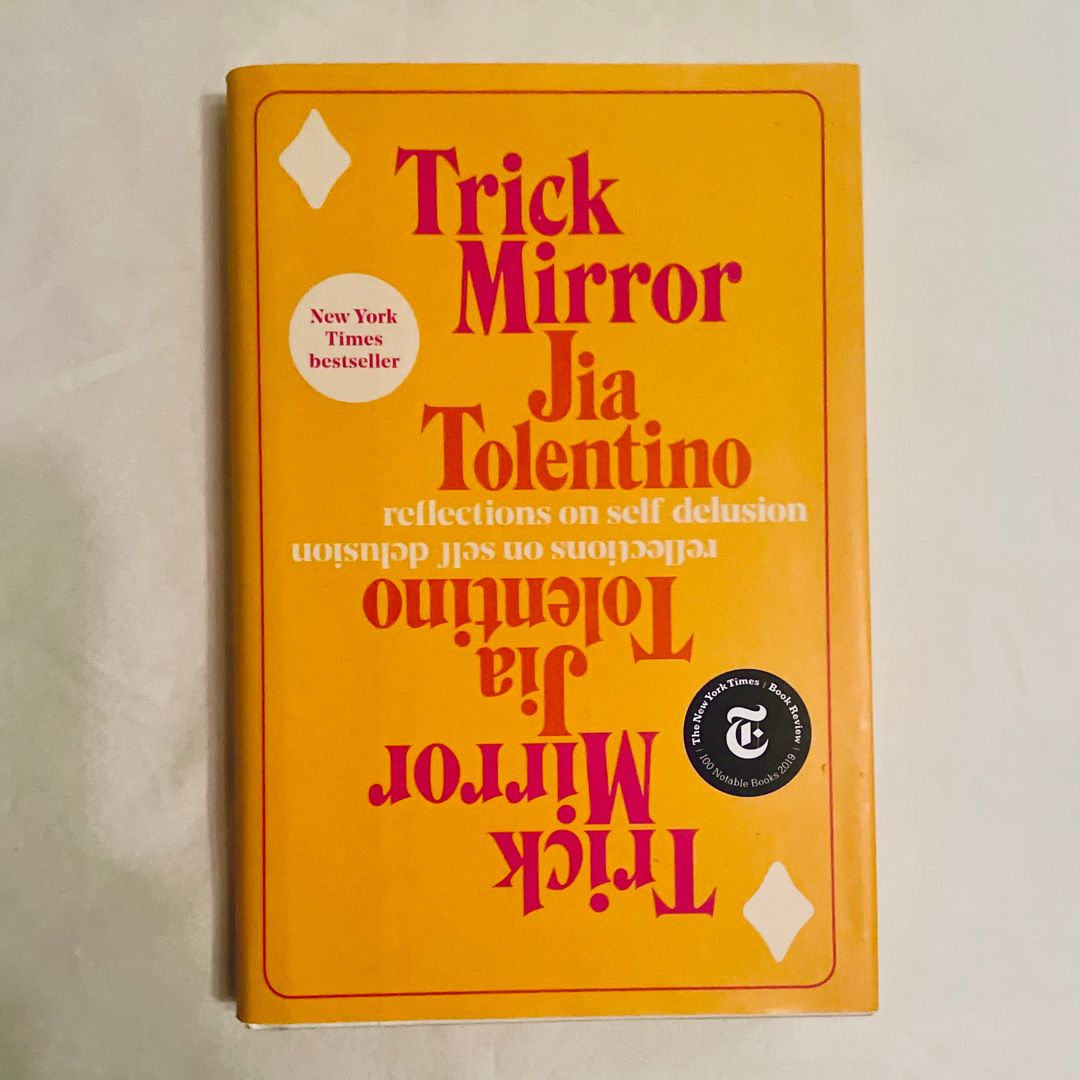 Trick
Mirror
New York
Times
bestseller
Jia
Tolentino
reflections on self delusion
reflections on self delusion
Tolentino
Jia
The New York Times | Book Review
| 100 Notable Books 2019 |
T
Mirror
Trick